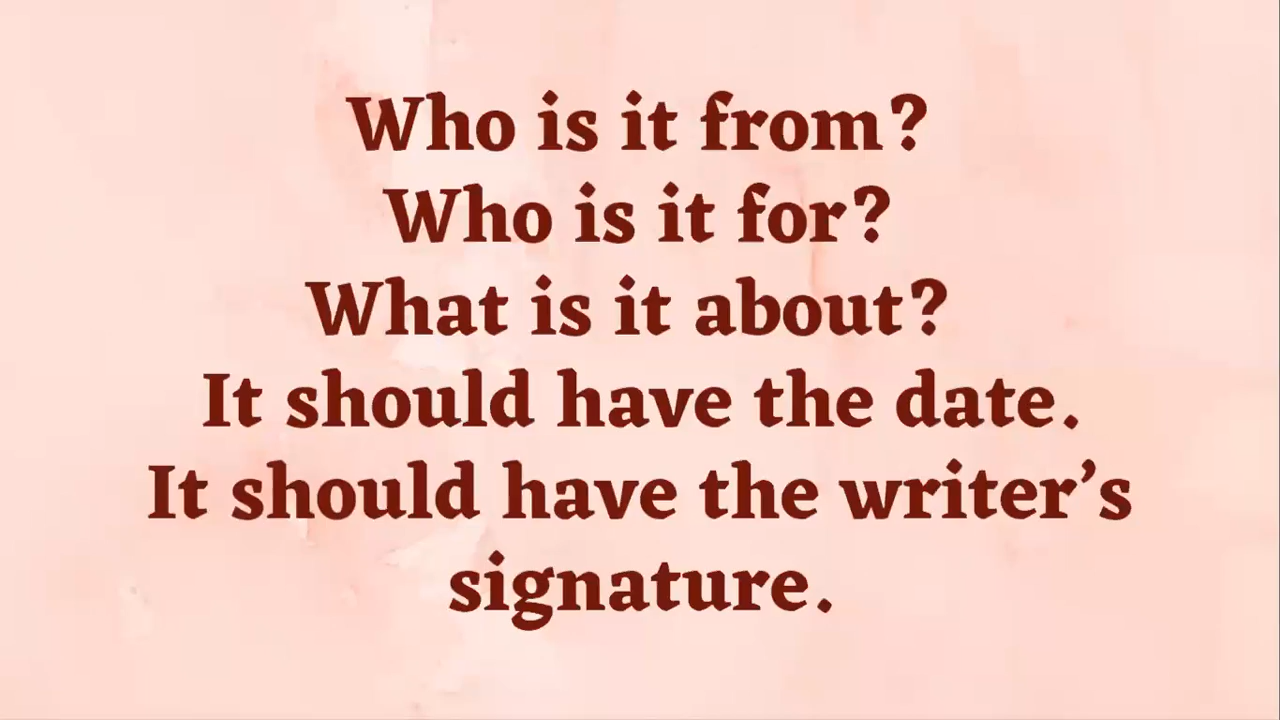 Who is it from?
Who is it for?
What is it about?
It should have the date.
It should have the writer’s
signature.